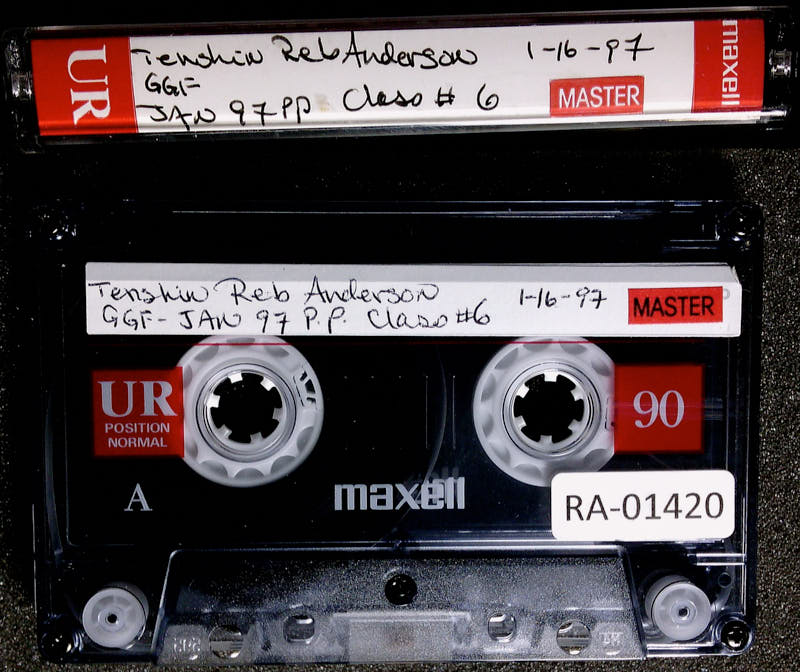 UR
Tenshin Reb Anderson 1-16-97
GGF-
JAN 97 PP Class # 6
MASTER
maxell
Tenshin Reb Anderson 1-16-97
GGF- JAN 97 P.P. Class #6
MASTER
UR
POSITION
NORMAL
90
A
maxell
RA-01420